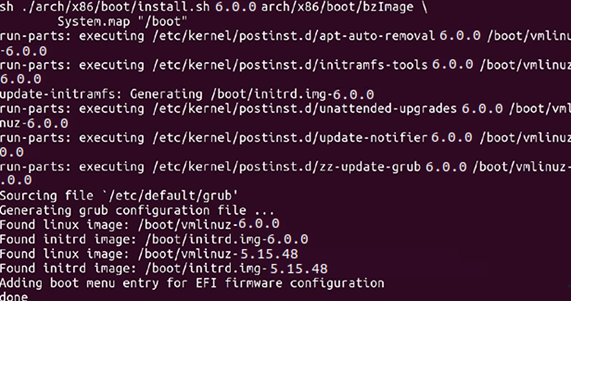 sh ./arch/x86/boot/install.sh 6.0.0 arch/x86/boot/bzImage \
System.map "/boot"
run-parts: executing /etc/kernel/postinst.d/apt-auto-removal 6.0.0 /boot/vmlinuz
-6.0.0
run-parts: executing /etc/kernel/postinst.d/initramfs-tools 6.0.0 /boot/vmlinuz-
6.0.0
update-initramfs: Generating /boot/initrd.img-6.0.0
run-parts: executing /etc/kernel/postinst.d/unattended-upgrades 6.0.0 /boot/vml
nuz-6.0.0
run-parts: executing /etc/kernel/postinst.d/update-notifier 6.0.0 /boot/vmlinuz
0.0
run-parts: executing /etc/kernel/postinst.d/zz-update-grub 6.0.0 /boot/vmlinuz-
.0.0
Sourcing file `/etc/default/grub'
Generating grub configuration file ...
Found linux image: /boot/vmlinuz-6.0.0
Found initrd image: /boot/initrd.img-6.0.0
Found linux image: /boot/vmlinuz-5.15.48
Found initrd image: /boot/initrd.img-5.15.48
Adding boot menu entry for EFI firmware configuration
done